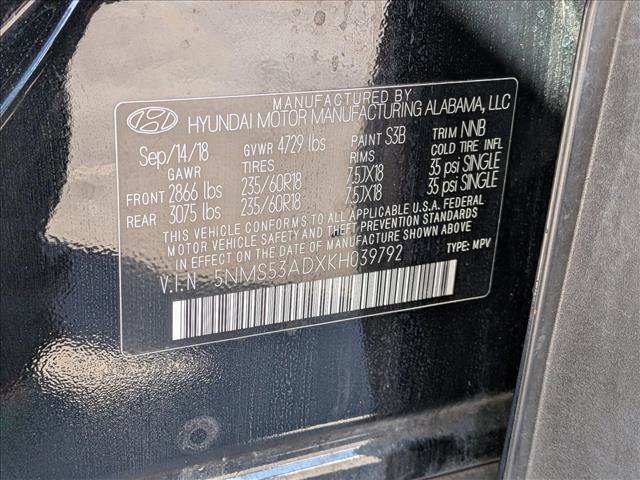 MANUFACTURED BY
HYUNDAI MOTOR MANUFACTURING ALABAMA, LLC
Sep/14/18 GVWR 4729 lbs PAINT S3B TRIM NNB
GAWR TIRES RIMS COLD TIRE INFL
FRONT 2866 lbs 235/60R18 7.5JX18 35 psi SINGLE
REAR 3075 lbs 235/60R18 7.5JX18 35 psi SINGLE
THIS VEHICLE CONFORMS TO ALL APPLICABLE U.S.A. FEDERAL
MOTOR VEHICLE SAFETY AND THEFT PREVENTION STANDARDS
IN EFFECT ON THE DATE OF MANUFACTURE SHOWN ABOVE.
V.I.N 5NMS53ADXKH039792 TYPE: MPV